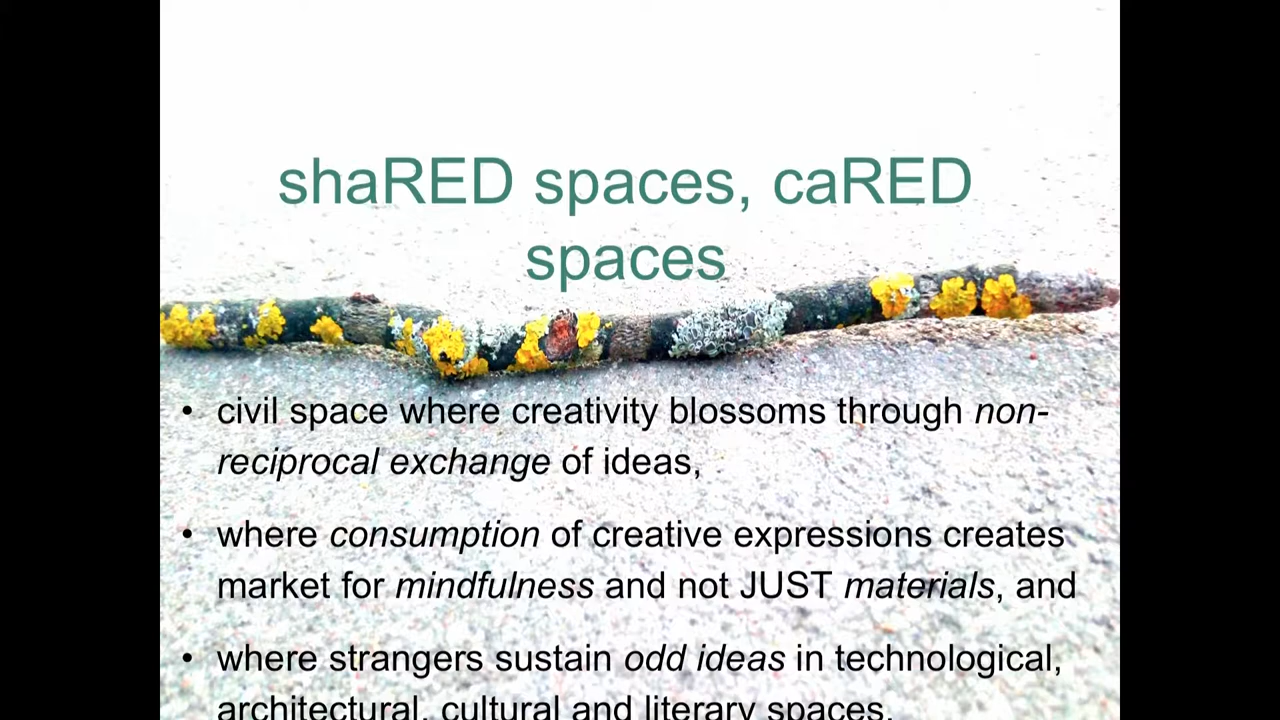 shaRED spaces, caRED
spaces
• civil space where creativity blossoms through non-
reciprocal exchange of ideas,
• where consumption of creative expressions creates
market for mindfulness and not JUST materials, and
• where strangers sustain odd ideas in technological,
architectural, cultural and literary spaces.